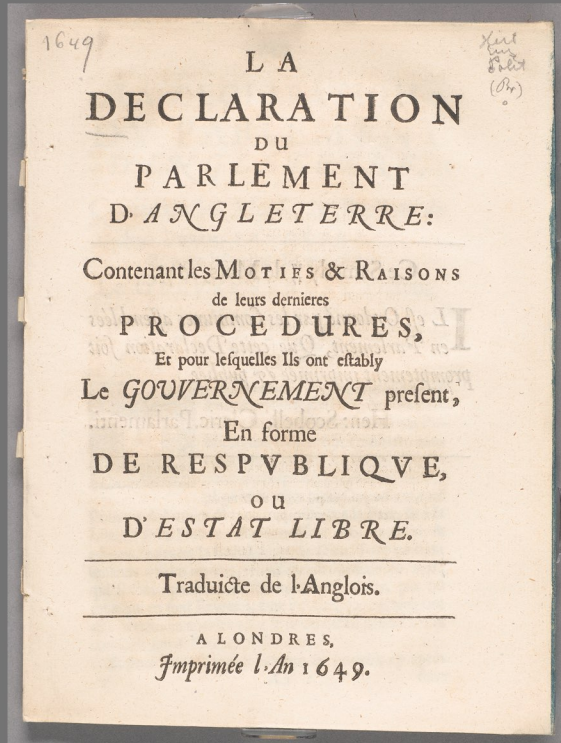 1649
LA
DECLARATION
DU
PARLEMENT
D'ANGLETERRE:
Contenant les MOTIFS & RAISONS
de leurs dernieres
PROCEDURES,
Et pour leſquelles Ils ont eſtably
Le GOUVERNEMENT preſent,
En forme
DE RESPVBLIQVE,
OU
D'ESTAT LIBRE.
Traduicte de l'Anglois.
A LONDRES,
Imprimée l'An 1649.